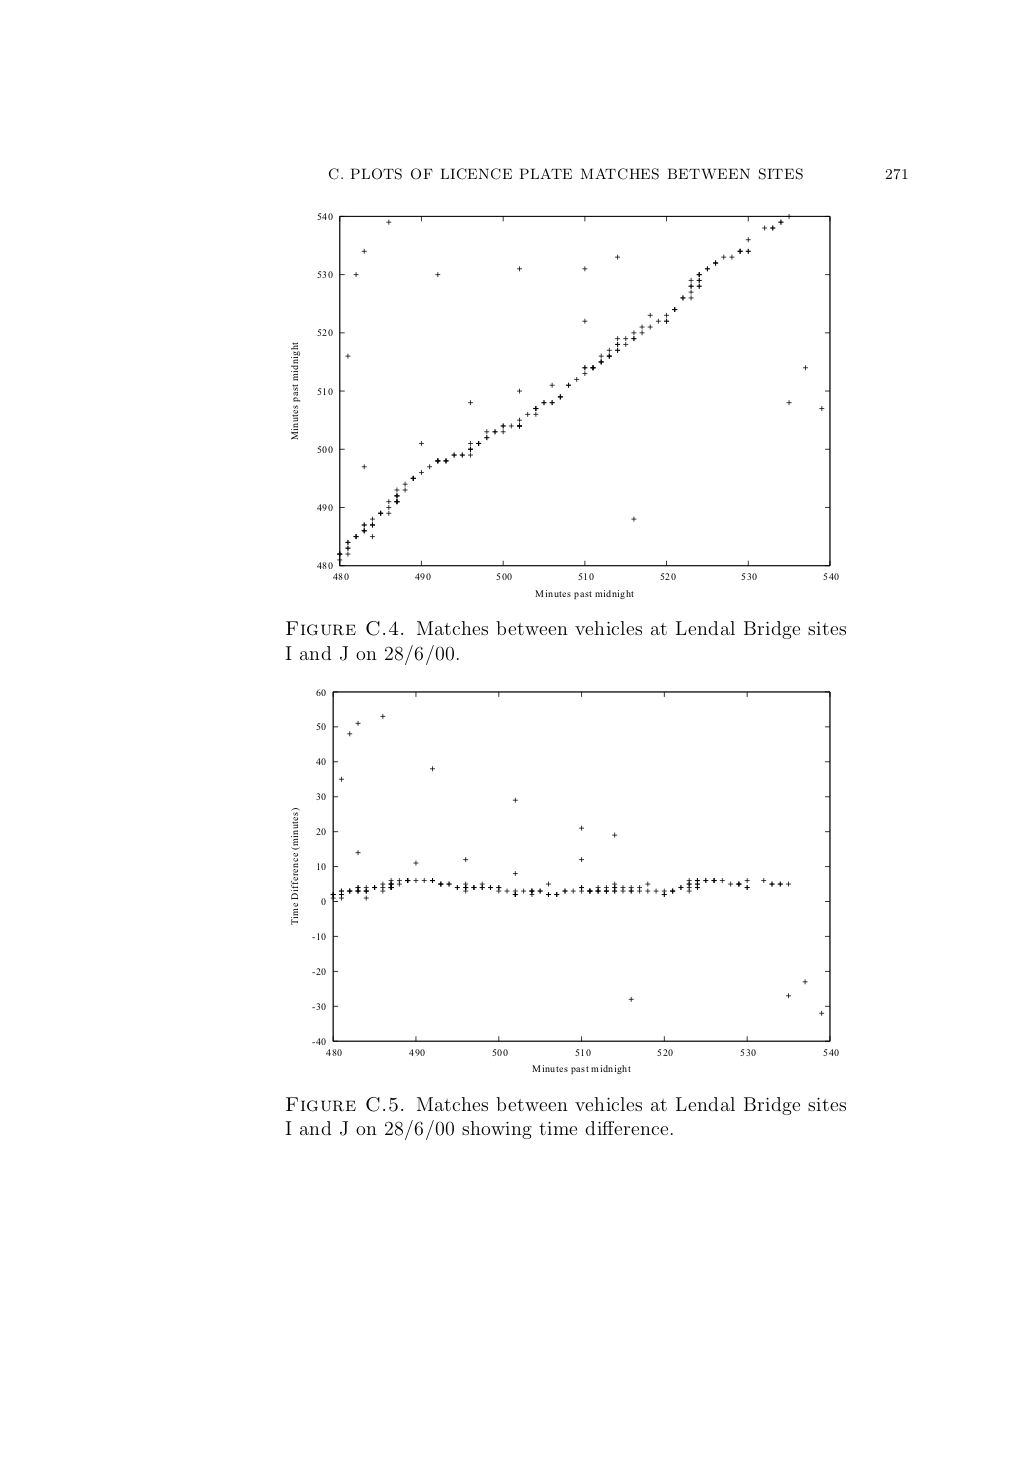 C. PLOTS OF LICENCE PLATE MATCHES BETWEEN SITES 271
540
530
520
510
500
490
480
Minutes past midnight
480 490 500 510 520 530 540
Minutes past midnight
FIGURE C.4. Matches between vehicles at Lendal Bridge sites
I and J on 28/6/00.
60
50
40
30
20
10
0
-10
-20
-30
-40
Time Difference (minutes)
480 490 500 510 520 530 540
Minutes past midnight
FIGURE C.5. Matches between vehicles at Lendal Bridge sites
I and J on 28/6/00 showing time difference.